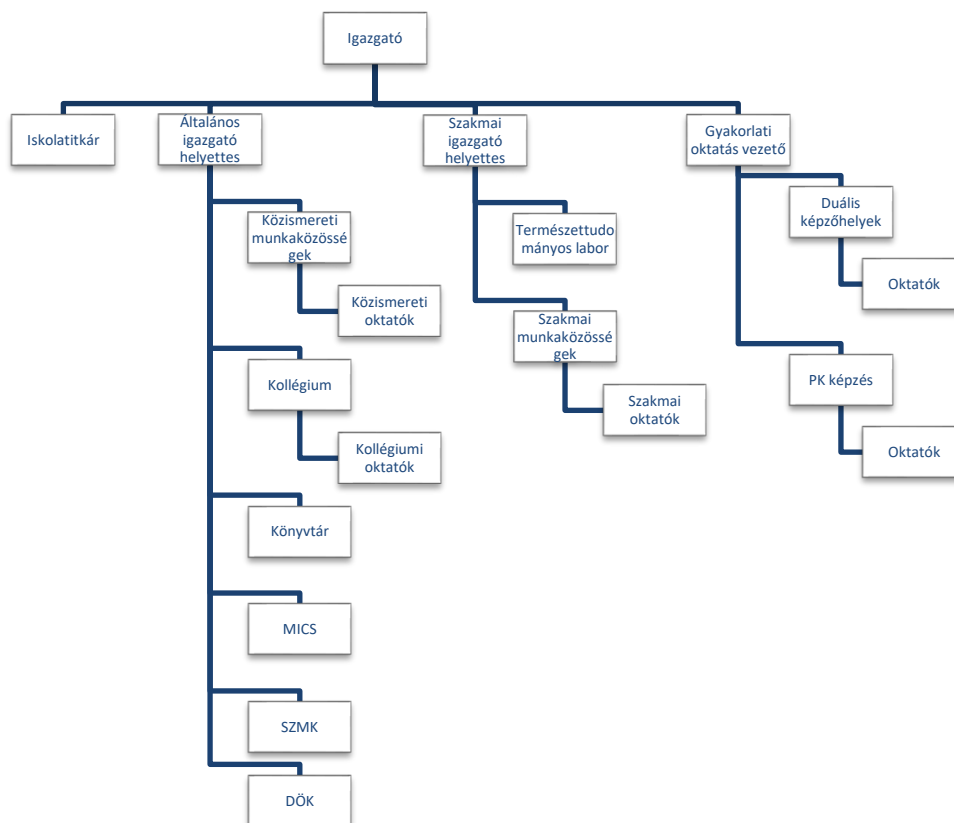 Igazgató
Iskolatitkár
Általános
igazgató
helyettes
Szakmai
igazgató
helyettes
Gyakorlati
oktatás vezető
Közismereti
munkaközössé
gek
Közismereti
oktatók
Kollégium
Kollégiumi
oktatók
Könyvtár
MICS
SZMK
DÖK
Természettudo
mányos labor
Szakmai
munkaközössé
gek
Szakmai
oktatók
Duális
képzőhelyek
Oktatók
PK képzés
Oktatók